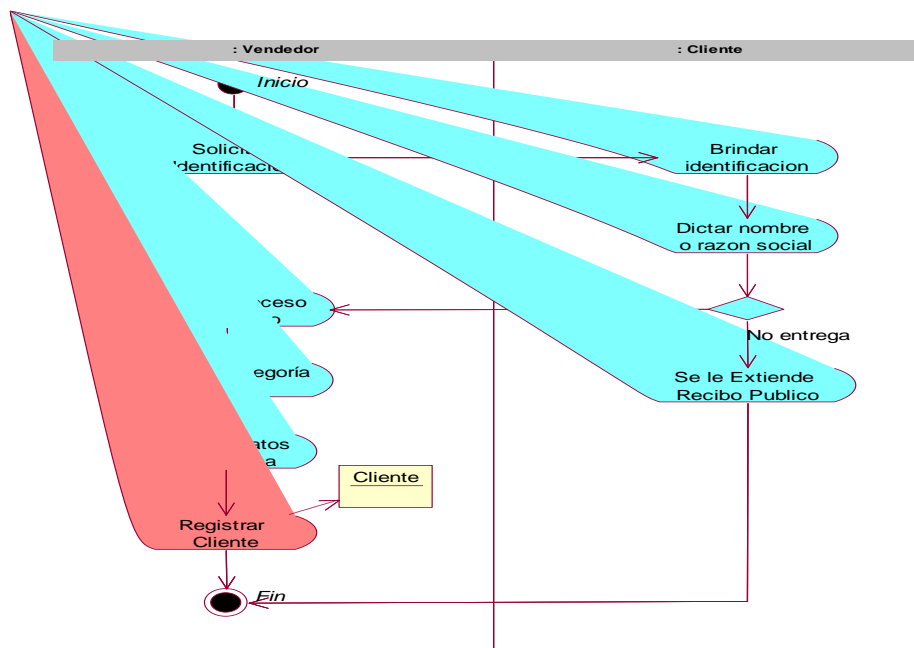 : Vendedor
: Cliente
Inicio
Brindar
identificacion
Dictar nombre
o razon social
No entrega
Se le Extiende
Recibo Publico
Cliente
Registrar
Cliente
Fin